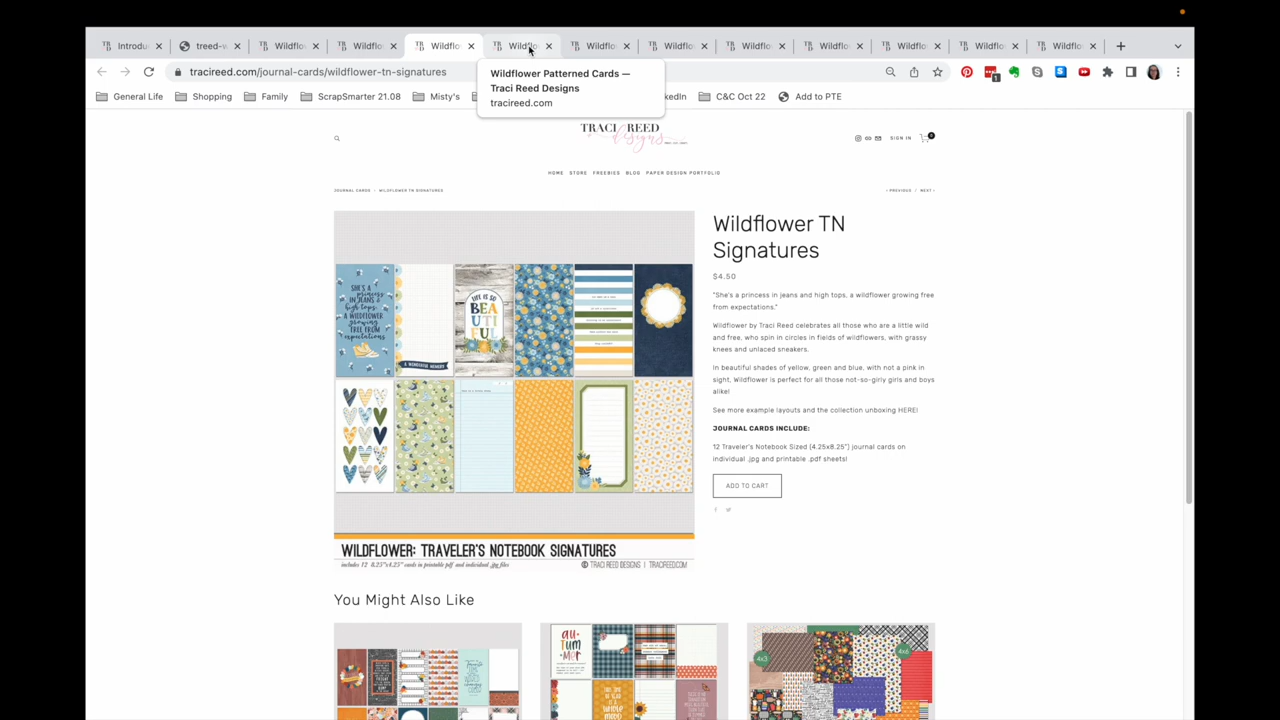 Introdu
treed-v
Wildflov
Wildflov
Wildflo
Wildflo
Wildflo
Wildflo
Wildflo
Wildflo
Wildflo
Wildflo
Wildflo
tracireed.com/journal-cards/wildflower-tn-signatures
1
General Life
Shopping
Family
ScrapSmarter 21.08
Misty's
kedIn
C&C Oct 22
Add to PTE
Wildflower Patterned Cards —
Traci Reed Designs
tracireed.com
TRACI REED
designs
SIGN IN
0
HOME STORE FREEBIES BLOG PAPER DESIGN PORTFOLIO
JOURNAL CARDS / WILDFLOWER TN SIGNATURES
‹ PREVIOUS / NEXT ›
SHE'S A
PRINCESS IN
JEANS &
high tops,
A WILDFLOWER
GROWING
FREE FROM
expectations.
A WONDERFUL MEMORY
LIFE IS SO
BEA
UTI
FUL
Wildflower TN
Signatures
$4.50
"She's a princess in jeans and high tops, a wildflower growing free
from expectations."
Wildflower by Traci Reed celebrates all those who are a little wild
and free, who spin in circles in fields of wildflowers, with grassy
knees and unlaced sneakers.
In beautiful shades of yellow, green and blue, with not a pink in
sight, Wildflower is perfect for all those not-so-girly girls and boys
alike!
See more example layouts and the collection unboxing HERE!
JOURNAL CARDS INCLUDE:
12 Traveler's Notebook Sized (4.25x8.25") journal cards on
individual .jpg and printable .pdf sheets!
ADD TO CART
WILDFLOWER: TRAVELER'S NOTEBOOK SIGNATURES
includes 12 8.25"x4.25" cards in printable pdf and individual .jpg files
© TRACI REED DESIGNS | TRACIREED.COM
You Might Also Like
AU
TUM
NER
4x3
4x6